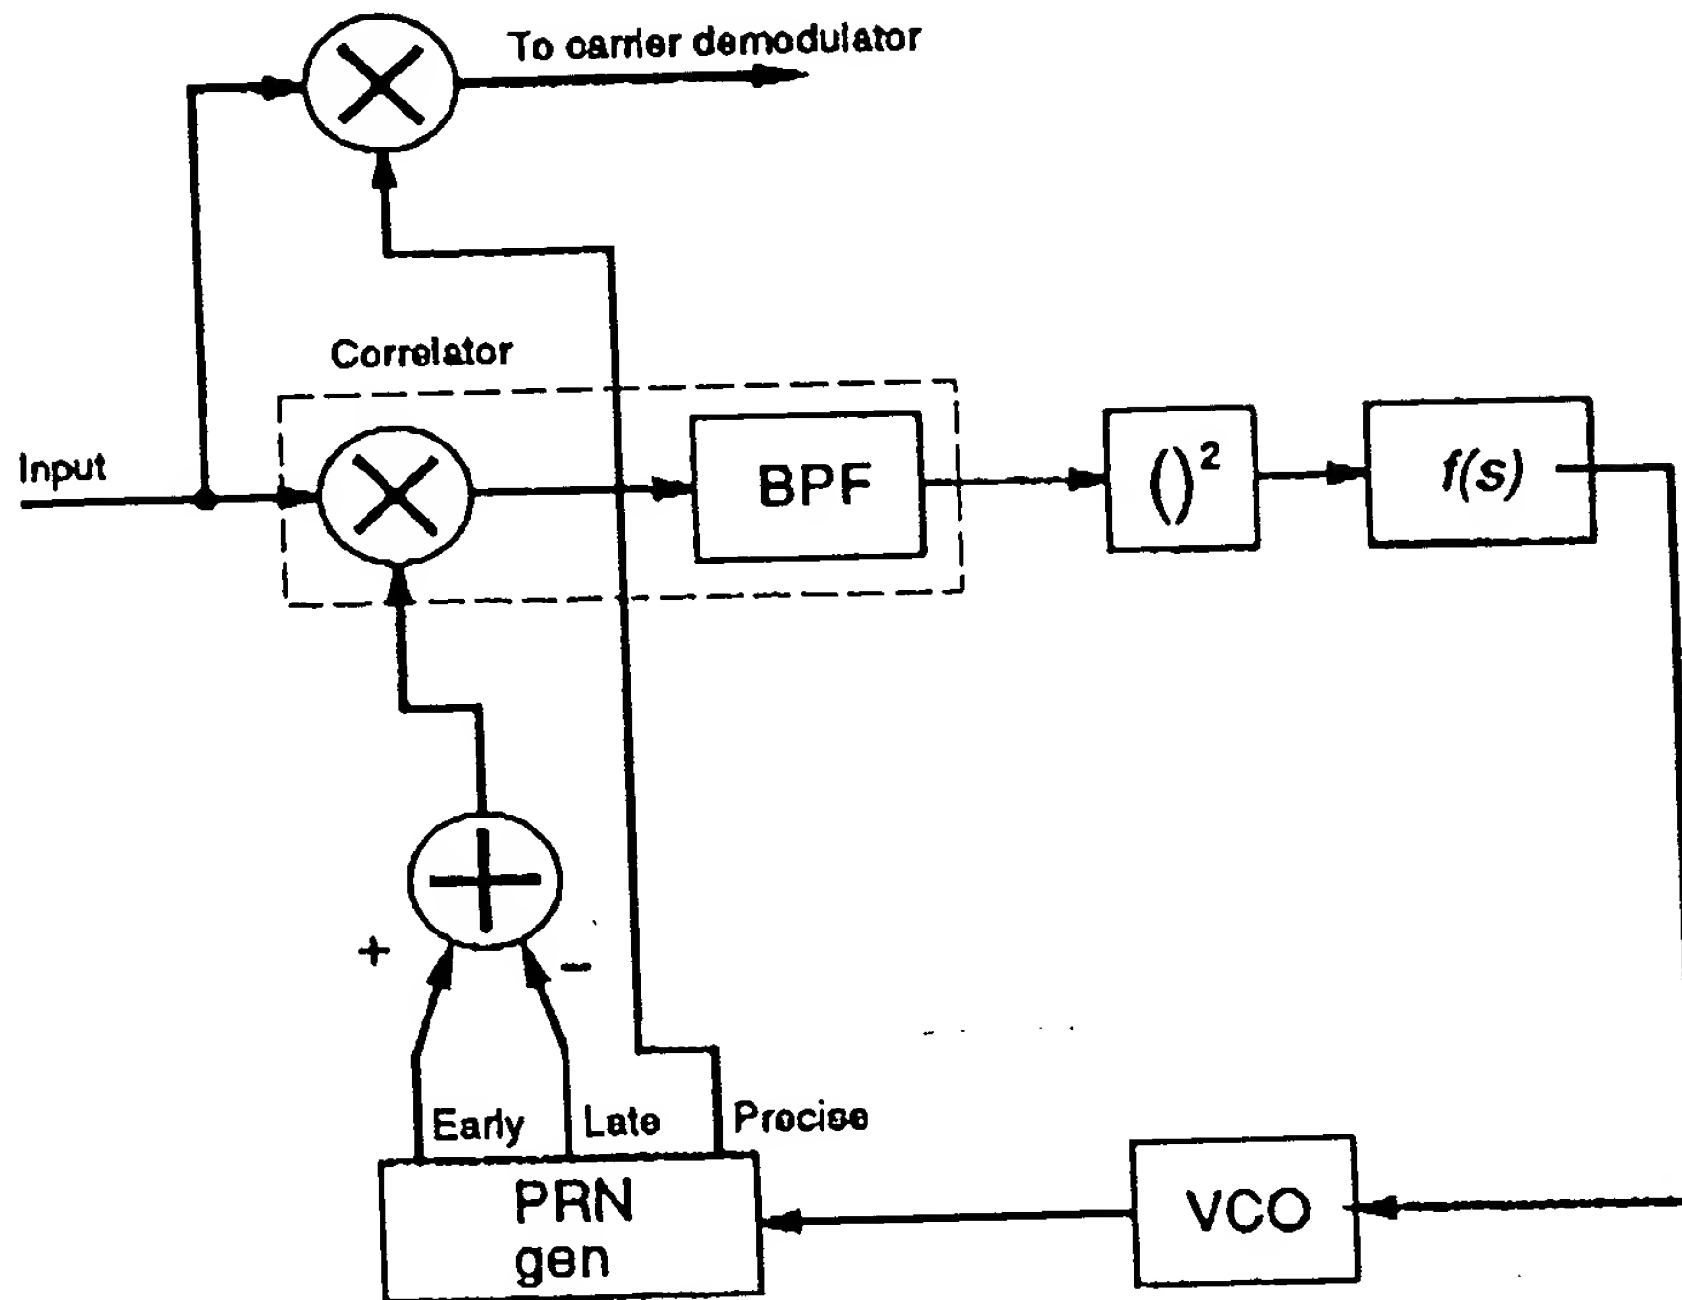 To carrier demodulator
Correlator
Input
BPF
()²
f(s)
+
−
Early
Late
Precise
PRN
gen
VCO